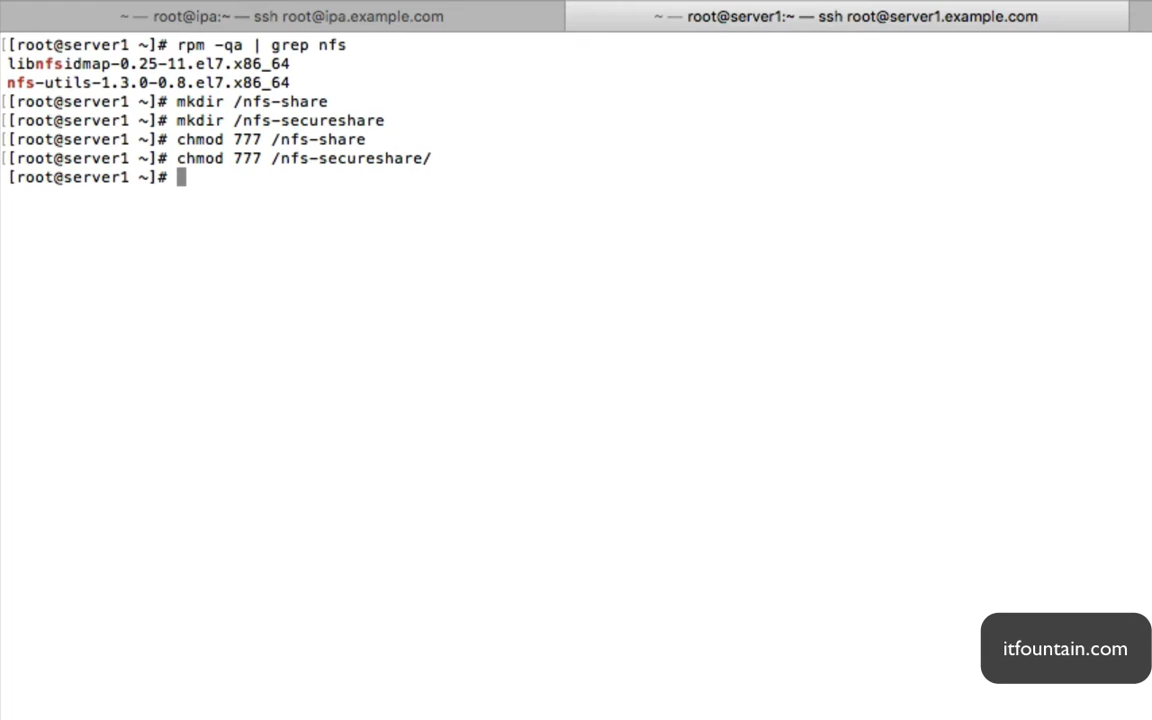 ~ — root@ipa:~ — ssh root@ipa.example.com
~ — root@server1:~ — ssh root@server1.example.com
[[root@server1 ~]# rpm -qa | grep nfs
libnfsidmap-0.25-11.el7.x86_64
nfs-utils-1.3.0-0.8.el7.x86_64
[[root@server1 ~]# mkdir /nfs-share
[[root@server1 ~]# mkdir /nfs-secureshare
[[root@server1 ~]# chmod 777 /nfs-share
[[root@server1 ~]# chmod 777 /nfs-secureshare/
[root@server1 ~]#
itfountain.com